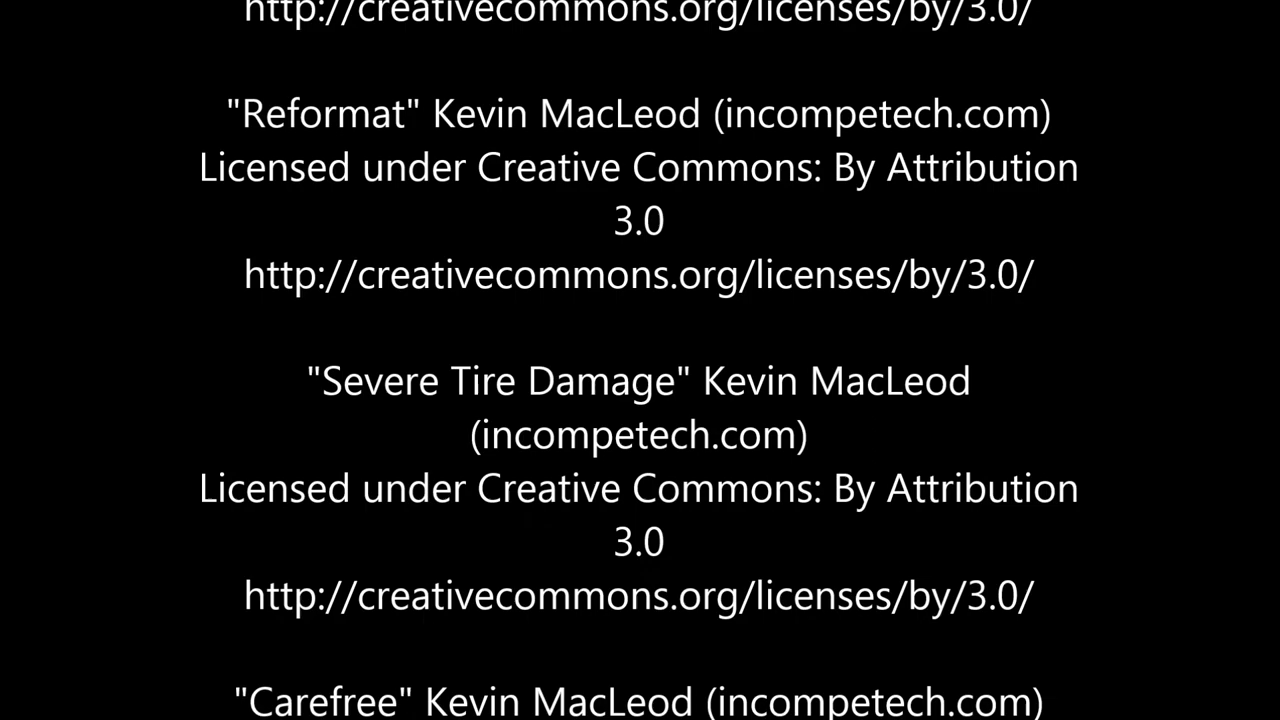 http://creativecommons.org/licenses/by/3.0/
"Reformat" Kevin MacLeod (incompetech.com)
Licensed under Creative Commons: By Attribution
3.0
http://creativecommons.org/licenses/by/3.0/
"Severe Tire Damage" Kevin MacLeod
(incompetech.com)
Licensed under Creative Commons: By Attribution
3.0
http://creativecommons.org/licenses/by/3.0/
"Carefree" Kevin MacLeod (incompetech.com)